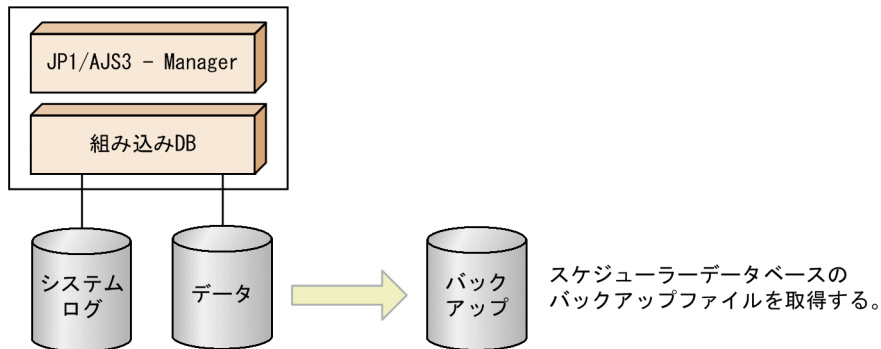 JP1/AJS3 - Manager
組み込みDB
システム
ログ
データ
バック
アップ
スケジューラーデータベースの
バックアップファイルを取得する。